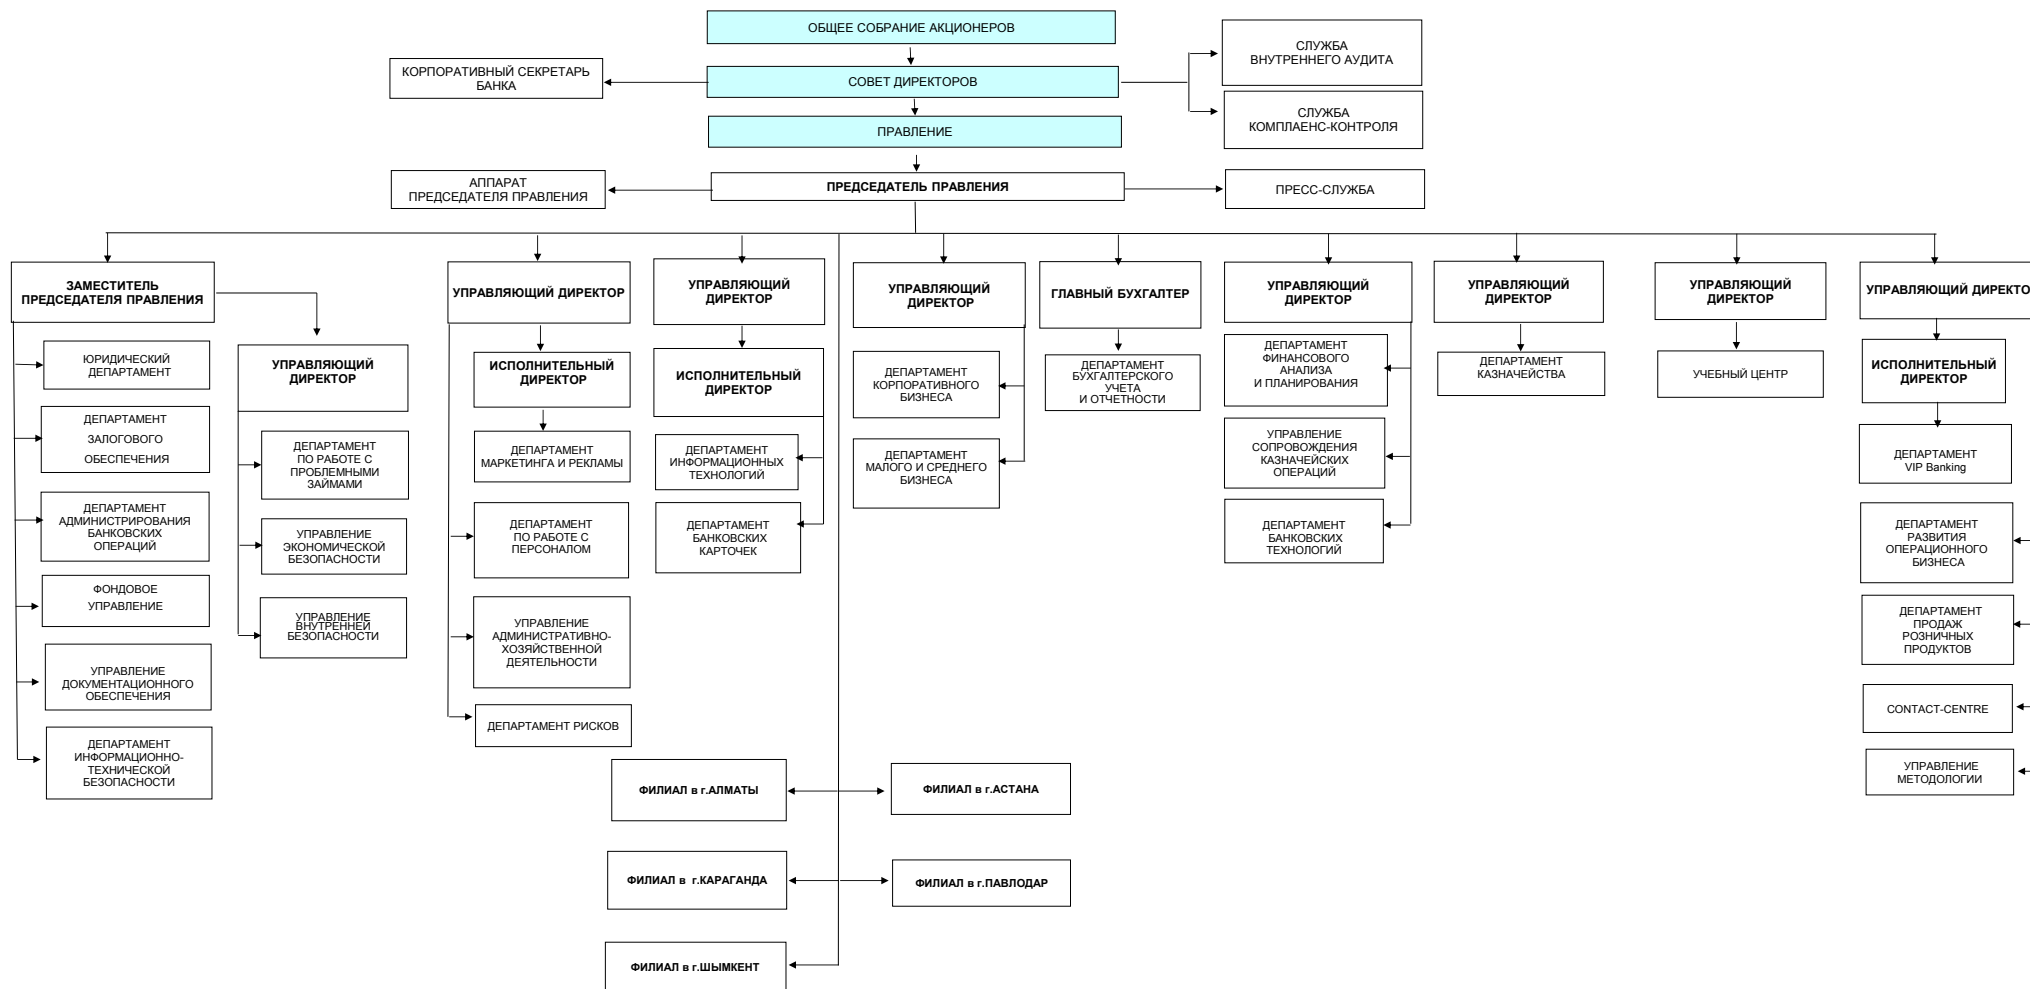 ОБЩЕЕ СОБРАНИЕ АКЦИОНЕРОВ
СЛУЖБА
ВНУТРЕННЕГО АУДИТА
КОРПОРАТИВНЫЙ СЕКРЕТАРЬ
БАНКА
СОВЕТ ДИРЕКТОРОВ
СЛУЖБА
КОМПЛАЕНС-КОНТРОЛЯ
ПРАВЛЕНИЕ
АППАРАТ
ПРЕДСЕДАТЕЛЯ ПРАВЛЕНИЯ
ПРЕДСЕДАТЕЛЬ ПРАВЛЕНИЯ
ПРЕСС-СЛУЖБА
ЗАМЕСТИТЕЛЬ
ПРЕДСЕДАТЕЛЯ ПРАВЛЕНИЯ
ЮРИДИЧЕСКИЙ
ДЕПАРТАМЕНТ
ДЕПАРТАМЕНТ
ЗАЛОГОВОГО
ОБЕСПЕЧЕНИЯ
ДЕПАРТАМЕНТ
АДМИНИСТРИРОВАНИЯ
БАНКОВСКИХ
ОПЕРАЦИЙ
ФОНДОВОЕ
УПРАВЛЕНИЕ
УПРАВЛЕНИЕ
ДОКУМЕНТАЦИОННОГО
ОБЕСПЕЧЕНИЯ
ДЕПАРТАМЕНТ
ИНФОРМАЦИОННО-
ТЕХНИЧЕСКОЙ
БЕЗОПАСНОСТИ
УПРАВЛЯЮЩИЙ
ДИРЕКТОР
ДЕПАРТАМЕНТ
ПО РАБОТЕ С
ПРОБЛЕМНЫМИ
ЗАЙМАМИ
УПРАВЛЕНИЕ
ЭКОНОМИЧЕСКОЙ
БЕЗОПАСНОСТИ
УПРАВЛЕНИЕ
ВНУТРЕННЕЙ
БЕЗОПАСНОСТИ
УПРАВЛЯЮЩИЙ ДИРЕКТОР
ИСПОЛНИТЕЛЬНЫЙ
ДИРЕКТОР
ДЕПАРТАМЕНТ
МАРКЕТИНГА И РЕКЛАМЫ
ДЕПАРТАМЕНТ
ПО РАБОТЕ С
ПЕРСОНАЛОМ
УПРАВЛЕНИЕ
АДМИНИСТРАТИВНО-
ХОЗЯЙСТВЕННОЙ
ДЕЯТЕЛЬНОСТИ
ДЕПАРТАМЕНТ РИСКОВ
УПРАВЛЯЮЩИЙ
ДИРЕКТОР
ИСПОЛНИТЕЛЬНЫЙ
ДИРЕКТОР
ДЕПАРТАМЕНТ
ИНФОРМАЦИОННЫХ
ТЕХНОЛОГИЙ
ДЕПАРТАМЕНТ
БАНКОВСКИХ
КАРТОЧЕК
УПРАВЛЯЮЩИЙ
ДИРЕКТОР
ДЕПАРТАМЕНТ
КОРПОРАТИВНОГО
БИЗНЕСА
ДЕПАРТАМЕНТ
МАЛОГО И СРЕДНЕГО
БИЗНЕСА
ГЛАВНЫЙ БУХГАЛТЕР
ДЕПАРТАМЕНТ
БУХГАЛТЕРСКОГО
УЧЕТА
И ОТЧЕТНОСТИ
УПРАВЛЯЮЩИЙ
ДИРЕКТОР
ДЕПАРТАМЕНТ
ФИНАНСОВОГО
АНАЛИЗА
И ПЛАНИРОВАНИЯ
УПРАВЛЕНИЕ
СОПРОВОЖДЕНИЯ
КАЗНАЧЕЙСКИХ
ОПЕРАЦИЙ
ДЕПАРТАМЕНТ
БАНКОВСКИХ
ТЕХНОЛОГИЙ
УПРАВЛЯЮЩИЙ
ДИРЕКТОР
ДЕПАРТАМЕНТ
КАЗНАЧЕЙСТВА
УПРАВЛЯЮЩИЙ
ДИРЕКТОР
УЧЕБНЫЙ ЦЕНТР
УПРАВЛЯЮЩИЙ ДИРЕКТО
ИСПОЛНИТЕЛЬНЫЙ
ДИРЕКТОР
ДЕПАРТАМЕНТ
VIP Banking
ДЕПАРТАМЕНТ
РАЗВИТИЯ
ОПЕРАЦИОННОГО
БИЗНЕСА
ДЕПАРТАМЕНТ
ПРОДАЖ
РОЗНИЧНЫХ
ПРОДУКТОВ
CONTACT-CENTRE
УПРАВЛЕНИЕ
МЕТОДОЛОГИИ
ФИЛИАЛ в г.АЛМАТЫ
ФИЛИАЛ в г.АСТАНА
ФИЛИАЛ в г.КАРАГАНДА
ФИЛИАЛ в г.ПАВЛОДАР
ФИЛИАЛ в г.ШЫМКЕНТ